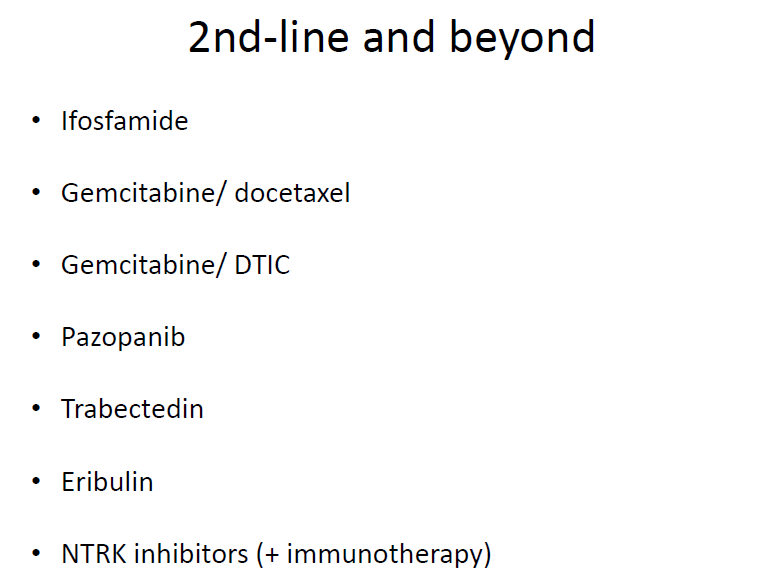 2nd-line and beyond
• Ifosfamide
• Gemcitabine/ docetaxel
• Gemcitabine/ DTIC
• Pazopanib
• Trabectedin
• Eribulin
• NTRK inhibitors (+ immunotherapy)